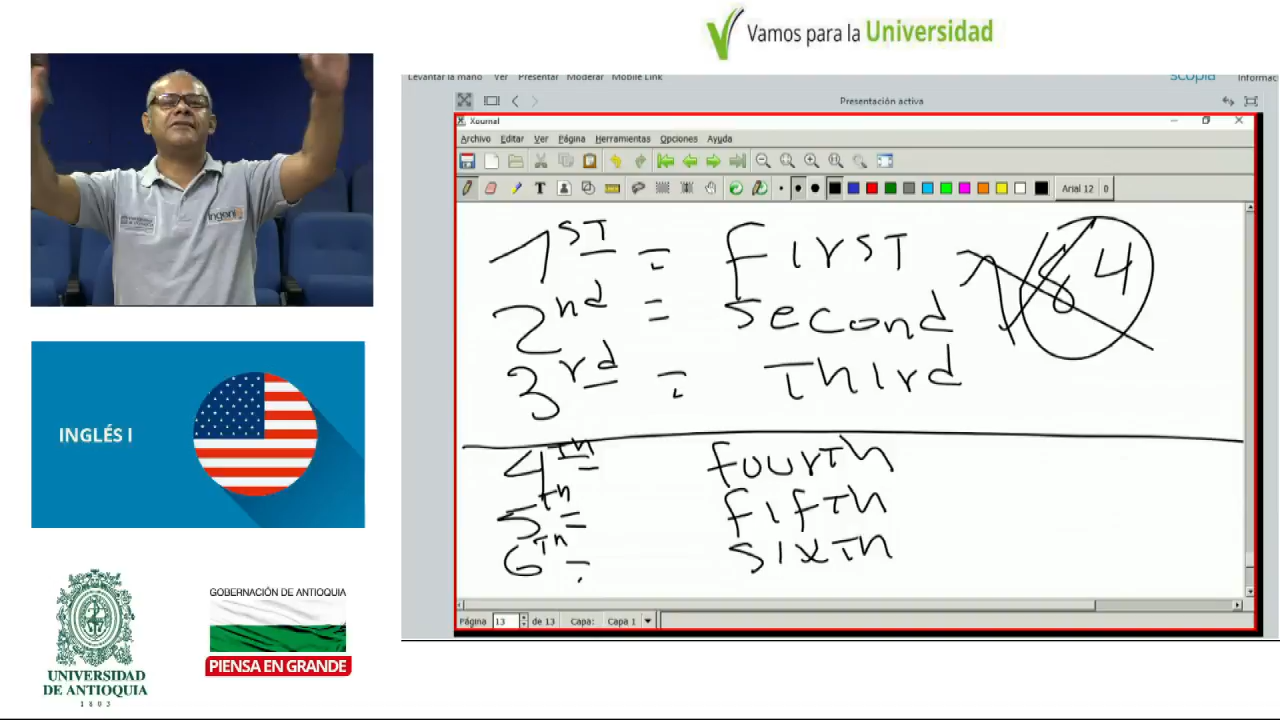 Vamos para la Universidad
Levantar la mano Ver Presentar Moderar Mobile Link
scopia Informac
Presentación activa
Xournal
Archivo Editar Ver Página Herramientas Opciones Ayuda
Arial 12
1ST = FIRST
2nd = second
3rd = Third
4Th = fourth
5Th = fifth
6Th = sixth
4
Página 13 de 13 Capa: Capa 1
ingeni
INGLÉS I
UNIVERSIDAD
DE ANTIOQUIA
1803
GOBERNACIÓN DE ANTIOQUIA
PIENSA EN GRANDE